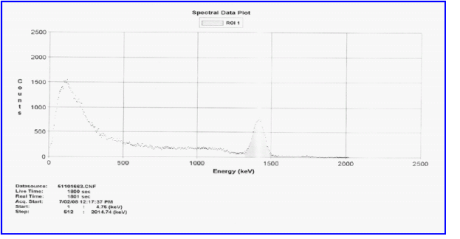 Spectral Data Plot
ROI 1
2500
2000
1500
1000
500
0
Counts
0 500 1000 1500 2000 2500
Energy (keV)
Live Time: 1800 sec
Real Time: 1801 sec
Acq. Start: 7/02/00 12:17:37 PM
Start: 1 : 4.76 (keV)
Stop: 512 : 2014.74 (keV)